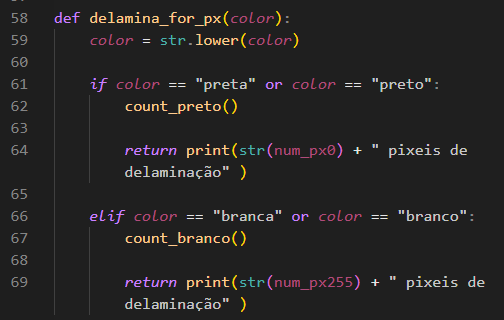 58 def delamina_for_px(color):
59 color = str.lower(color)
60
61 if color == "preta" or color == "preto":
62 count_preto()
63
64 return print(str(num_px0) + " pixeis de
delaminação" )
65
66 elif color == "branca" or color == "branco":
67 count_branco()
68
69 return print(str(num_px255) + " pixeis de
delaminação" )